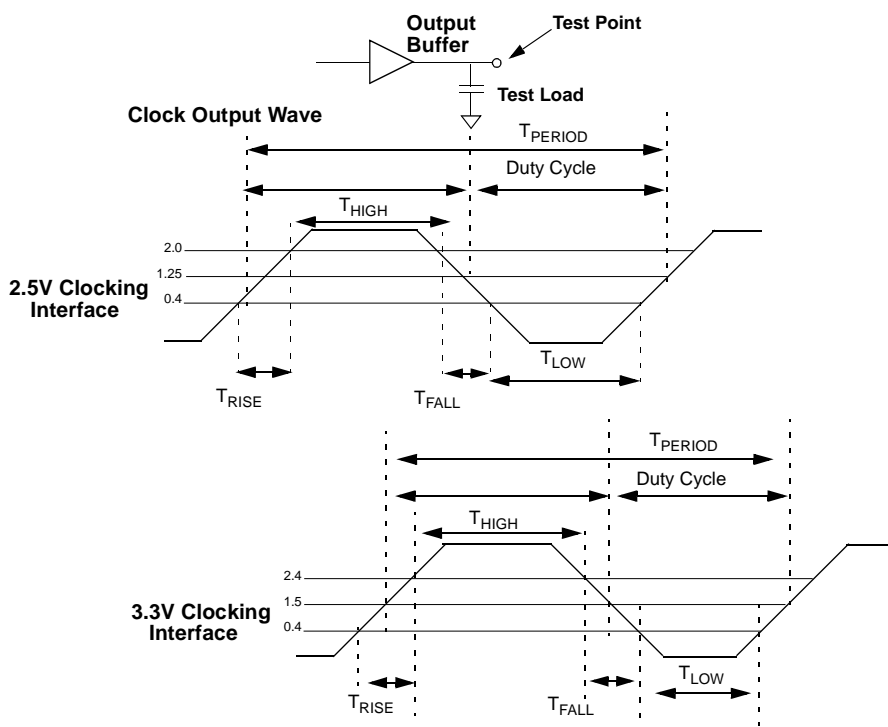 Output
Buffer
Test Point
Test Load
Clock Output Wave
TPERIOD
Duty Cycle
THIGH
2.0
1.25
0.4
2.5V Clocking
Interface
TLOW
TRISE
TFALL
TPERIOD
Duty Cycle
THIGH
2.4
1.5
0.4
3.3V Clocking
Interface
TLOW
TRISE
TFALL